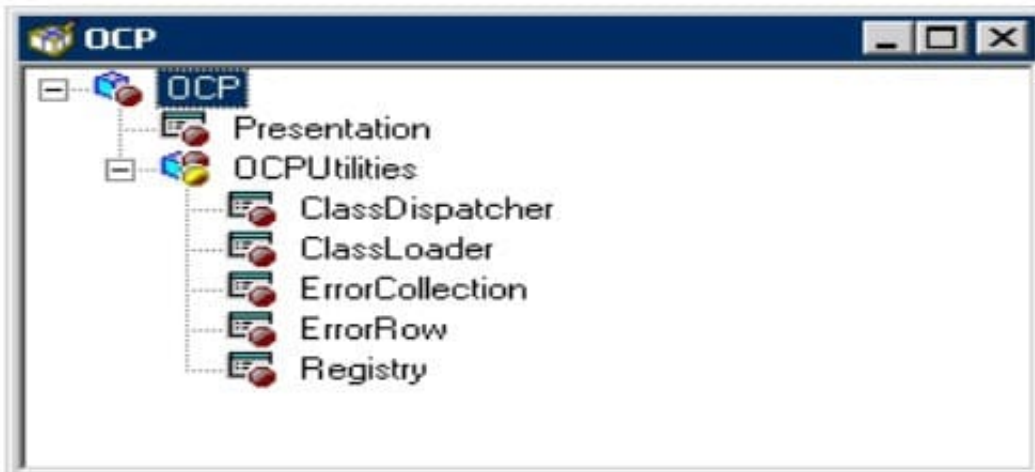 OCP
OCP
Presentation
OCPUtilities
ClassDispatcher
ClassLoader
ErrorCollection
ErrorRow
Registry